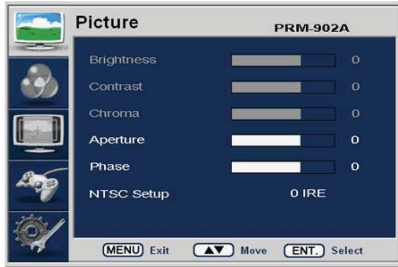 Picture PRM-902A
Brightness 0
Contrast 0
Chroma 0
Aperture 0
Phase 0
NTSC Setup 0 IRE
MENU Exit ▲▼ Move ENT. Select